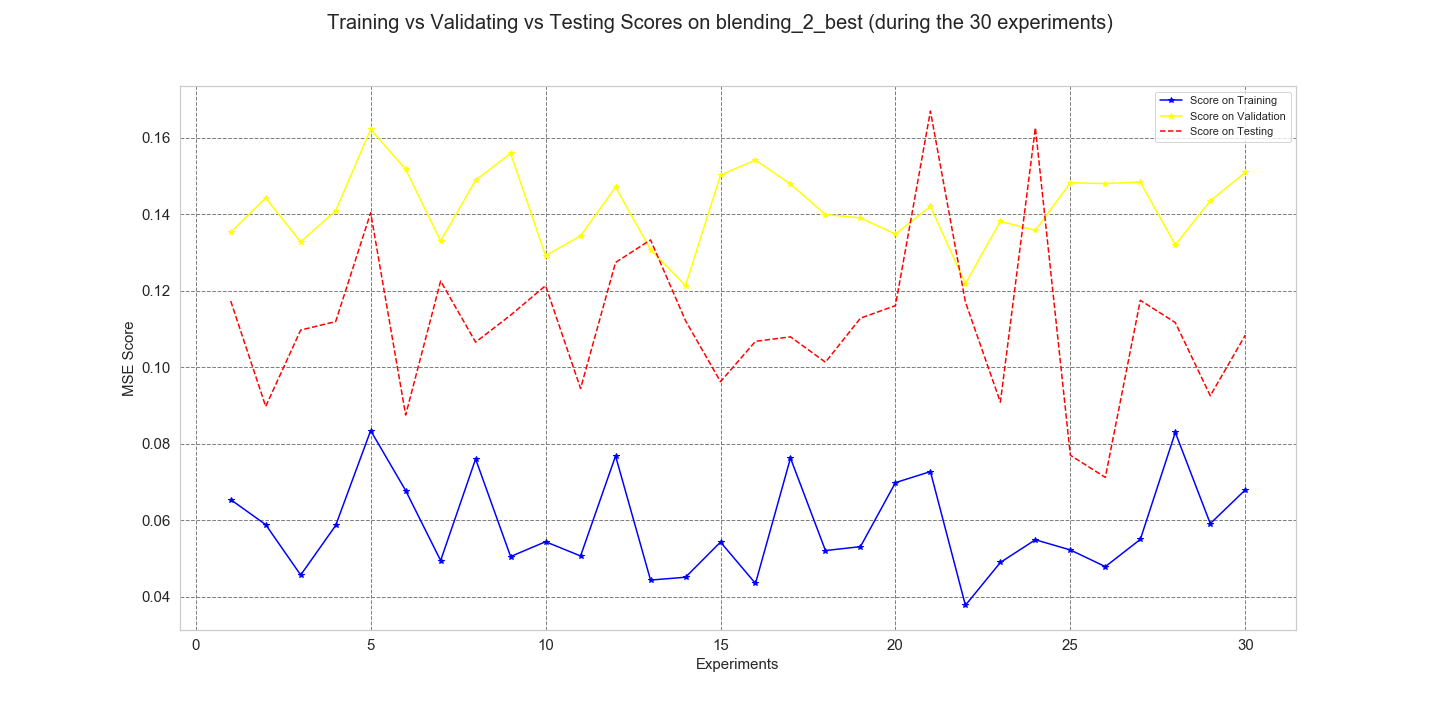 Training vs Validating vs Testing Scores on blending_2_best (during the 30 experiments)
Score on Training
Score on Validation
Score on Testing
0.16
0.14
0.12
0.10
0.08
0.06
0.04
MSE Score
0 5 10 15 20 25 30
Experiments